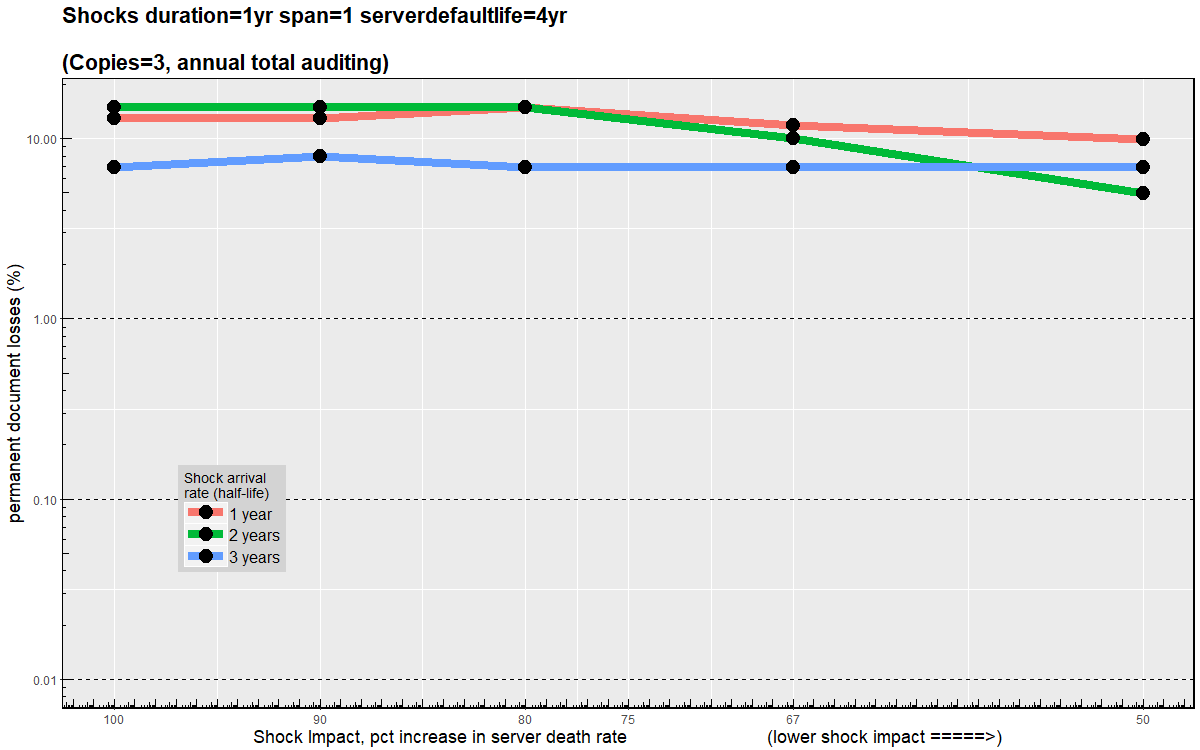 Shocks duration=1yr span=1 serverdefaultlife=4yr
(Copies=3, annual total auditing)
permanent document losses (%)
10.00
1.00
0.10
0.01
Shock arrival
rate (half-life)
1 year
2 years
3 years
100 90 80 75 67 50
Shock Impact, pct increase in server death rate (lower shock impact =====>)